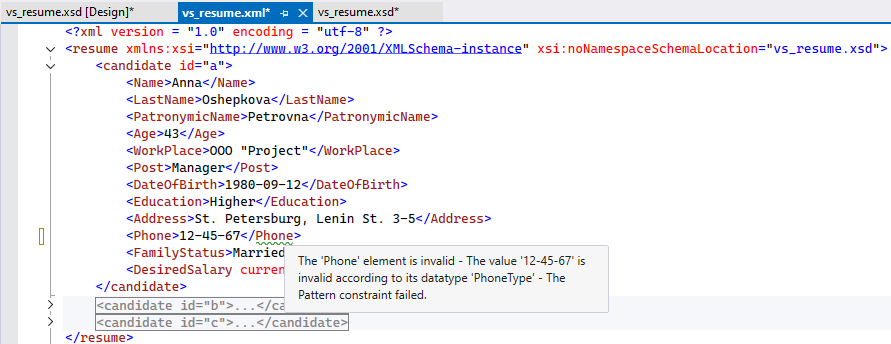 vs_resume.xsd [Design]*
vs_resume.xml*
vs_resume.xsd*
<?xml version = "1.0" encoding = "utf-8" ?>
<resume xmlns:xsi="http://www.w3.org/2001/XMLSchema-instance" xsi:noNamespaceSchemaLocation="vs_resume.xsd">
<candidate id="a">
<Name>Anna</Name>
<LastName>Oshepkova</LastName>
<PatronymicName>Petrovna</PatronymicName>
<Age>43</Age>
<WorkPlace>OOO "Project"</WorkPlace>
<Post>Manager</Post>
<DateOfBirth>1980-09-12</DateOfBirth>
<Education>Higher</Education>
<Address>St. Petersburg, Lenin St. 3-5</Address>
<Phone>12-45-67</Phone>
<FamilyStatus>Married
<DesiredSalary curren
The 'Phone' element is invalid - The value '12-45-67' is
invalid according to its datatype 'PhoneType' - The
Pattern constraint failed.
</candidate>
<candidate id="b">...</ca
<candidate id="c">...</candidate>
</resume>